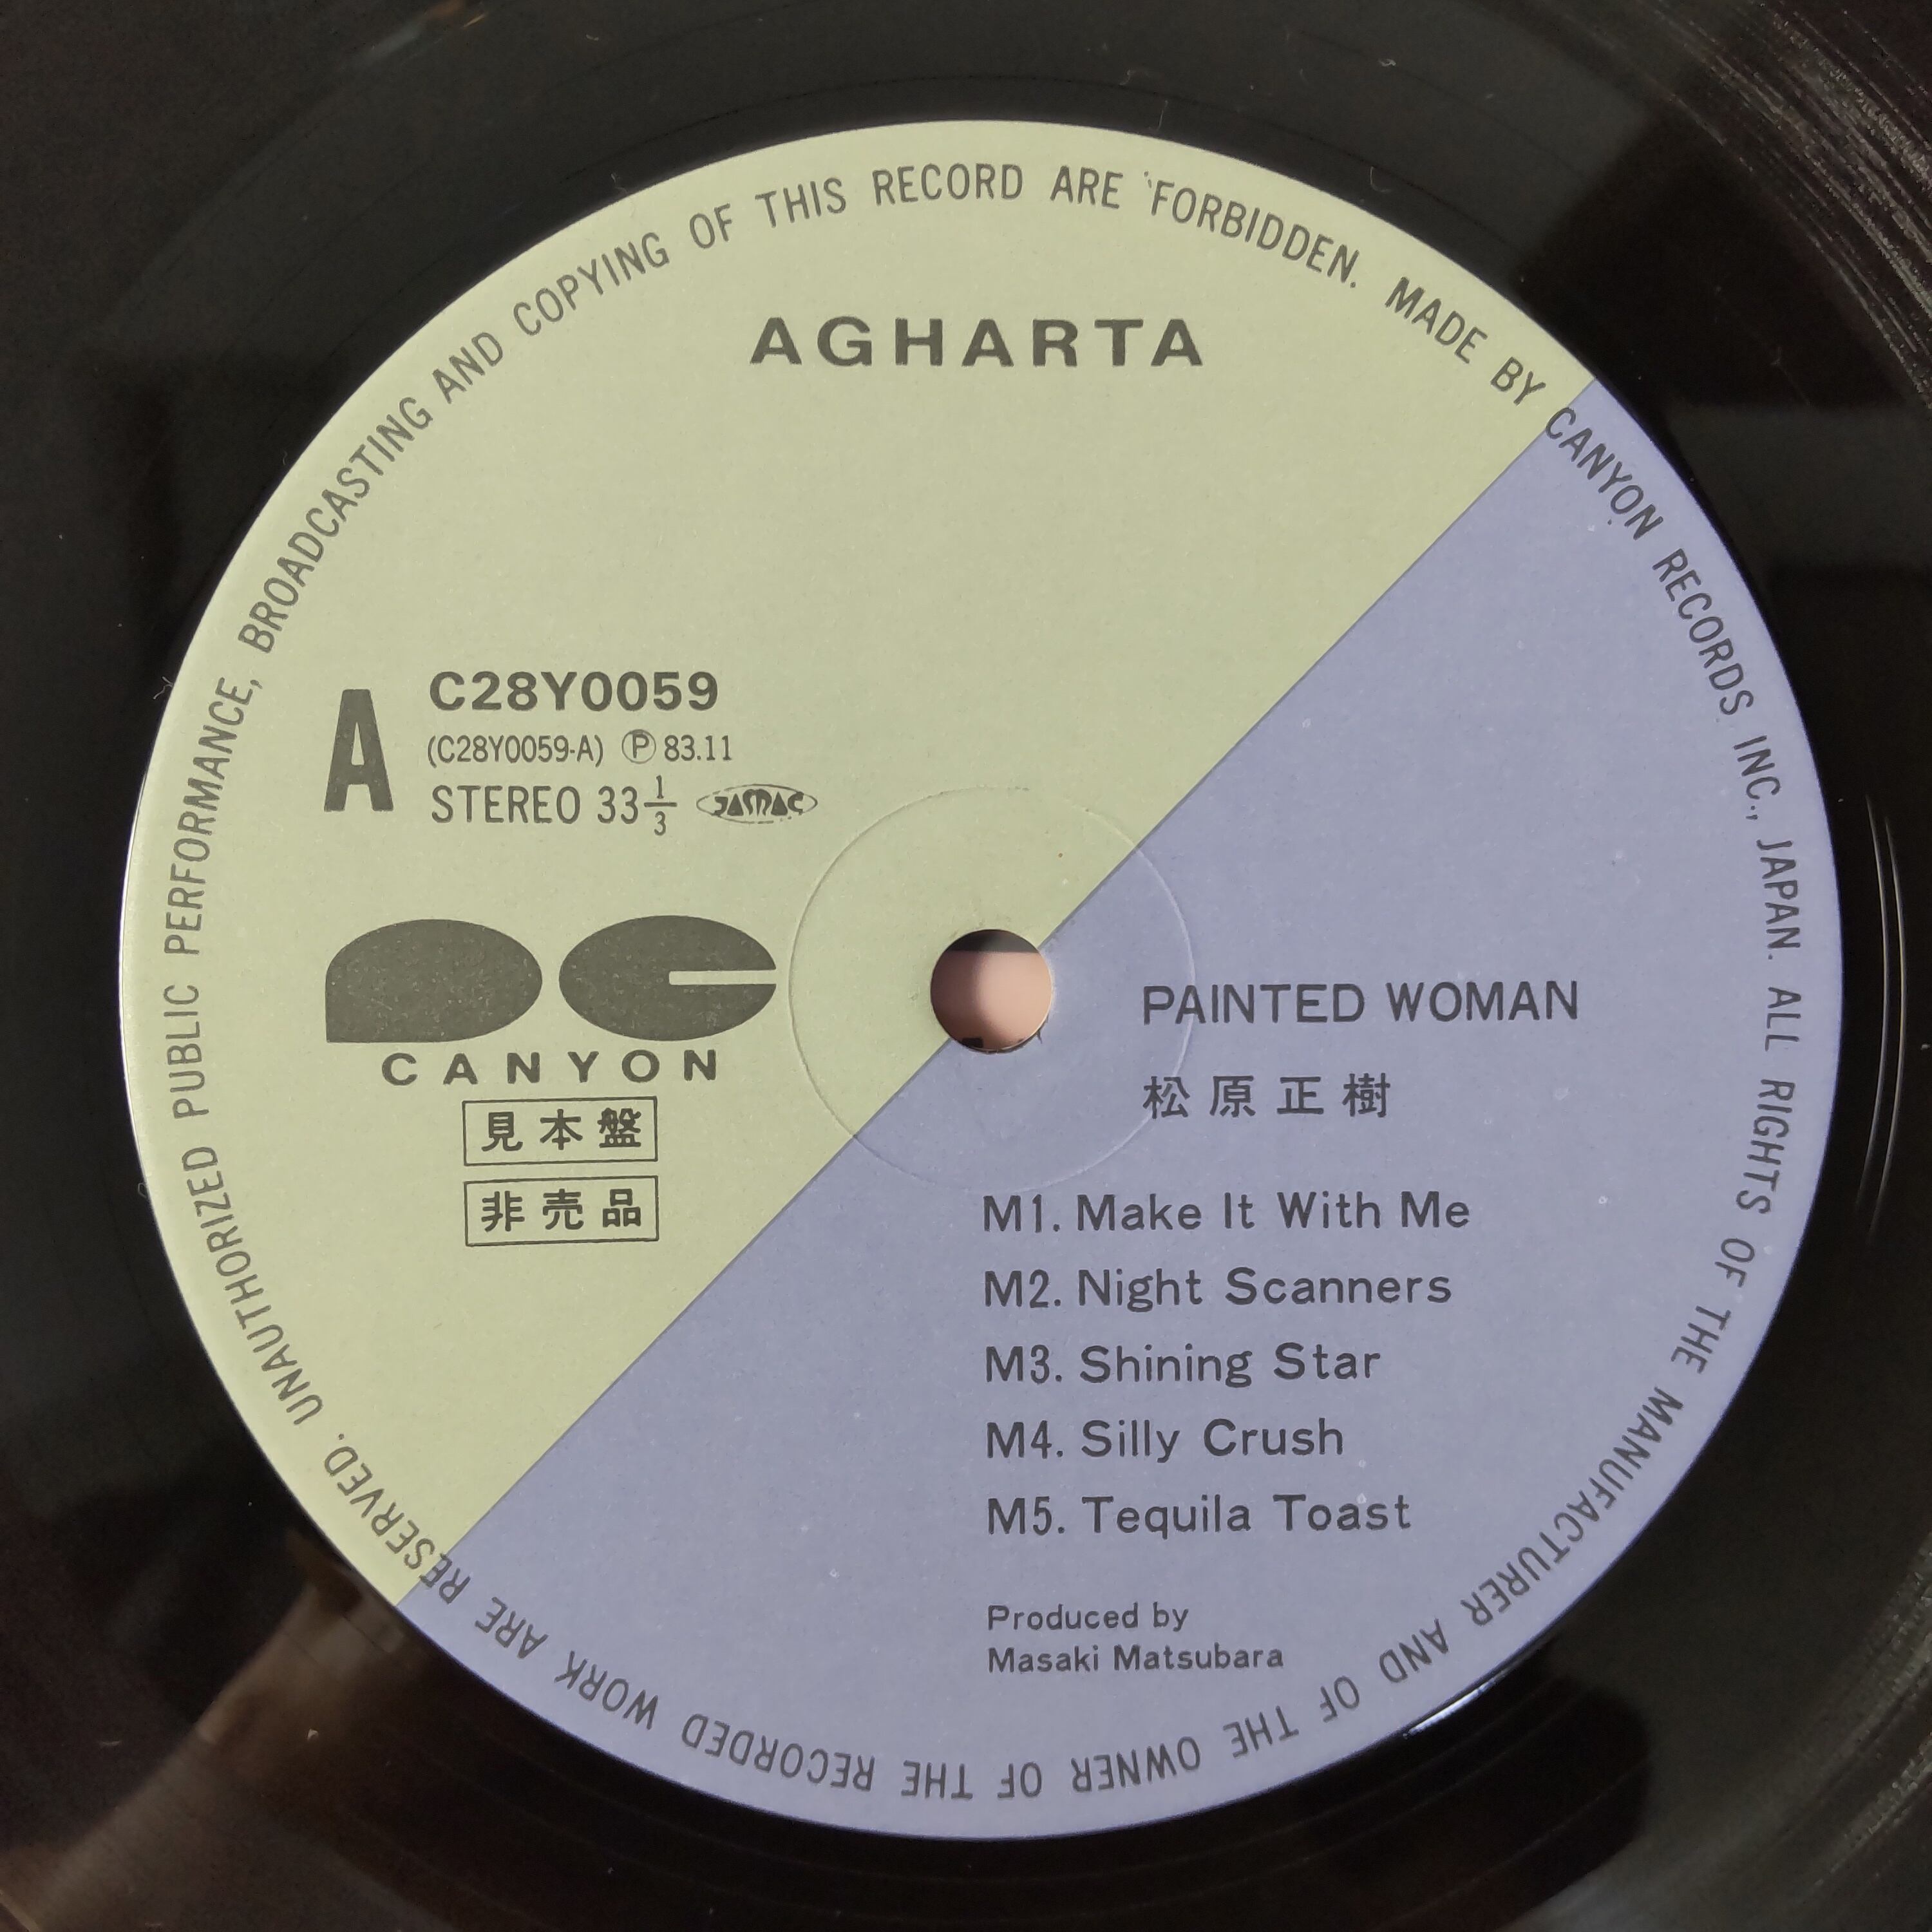 AGHARTA
A
C28Y0059
(C28Y0059-A) Ⓟ 83.11
STEREO 33 1/3 JASRAC
PC
CANYON
見本盤
非売品
PAINTED WOMAN
松原正樹
M1. Make It With Me
M2. Night Scanners
M3. Shining Star
M4. Silly Crush
M5. Tequila Toast
Produced by
Masaki Matsubara
MADE BY CANYON RECORDS INC., JAPAN. ALL RIGHTS OF THE MANUFACTURER AND OF THE OWNER OF THE RECORDED WORK ARE RESERVED. UNAUTHORIZED PUBLIC PERFORMANCE, BROADCASTING AND COPYING OF THIS RECORD ARE FORBIDDEN.